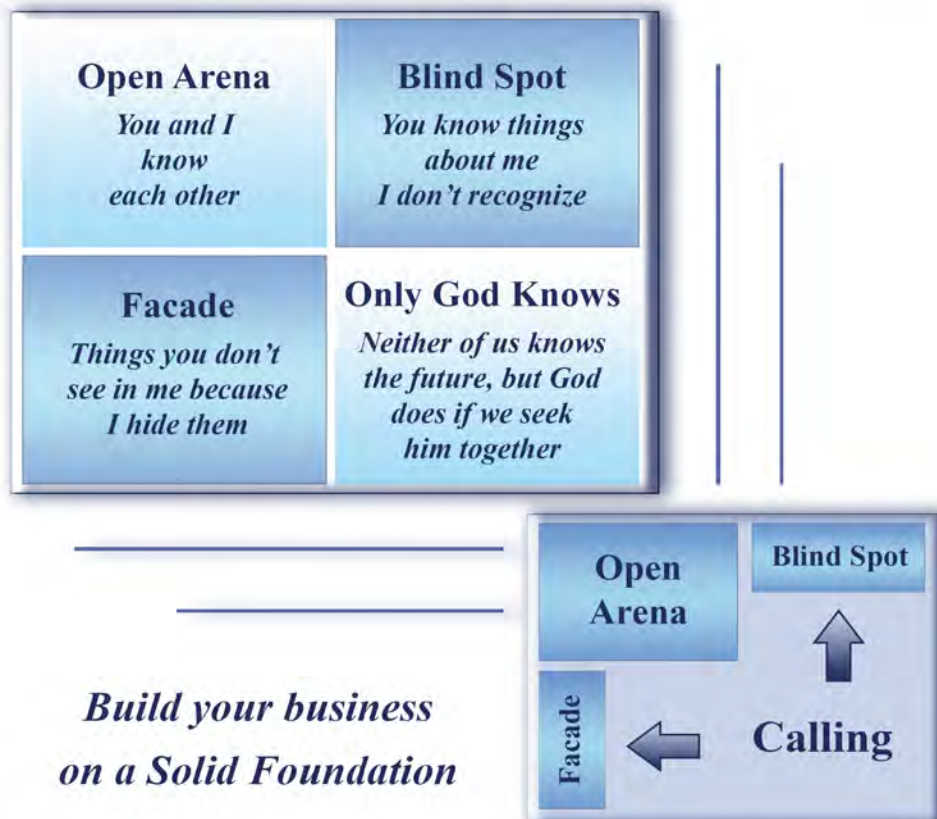 Open Arena
You and I
know
each other
Blind Spot
You know things
about me
I don't recognize
Facade
Things you don't
see in me because
I hide them
Only God Knows
Neither of us knows
the future, but God
does if we seek
him together
Open
Arena
Blind Spot
Facade
Calling
Build your business
on a Solid Foundation